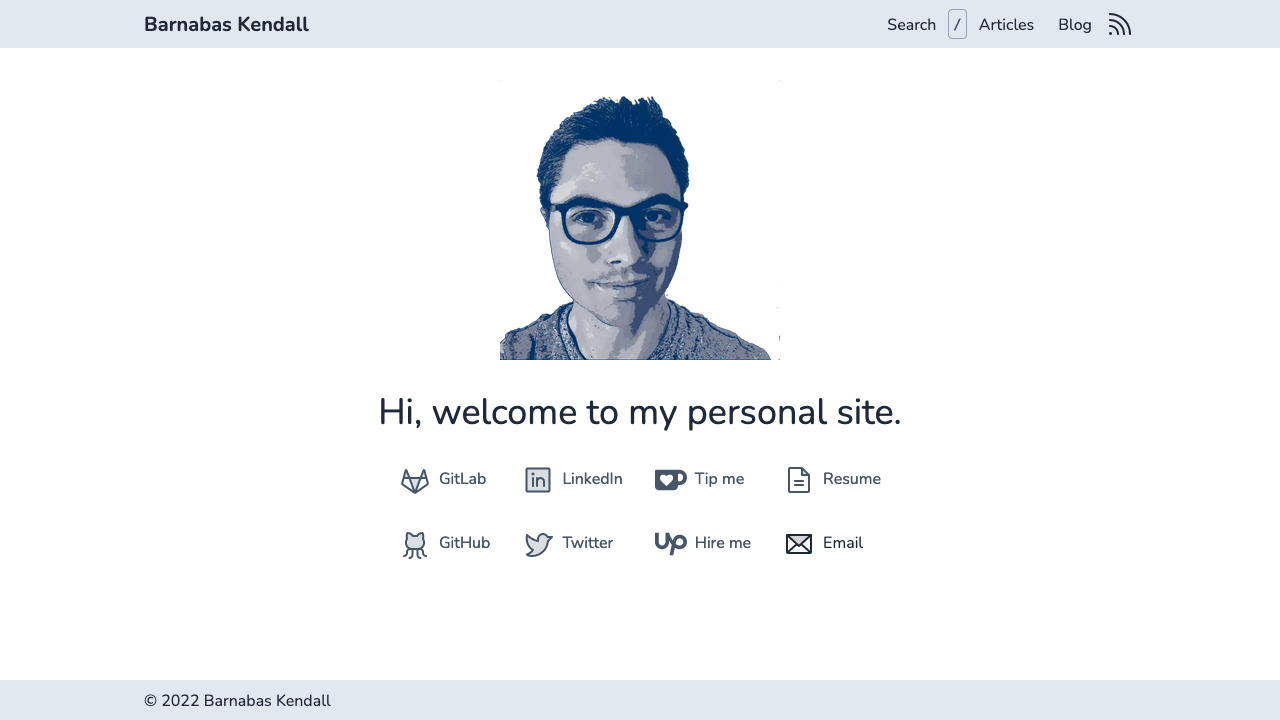 Barnabas Kendall
Search / Articles Blog
Hi, welcome to my personal site.
GitLab LinkedIn Tip me Resume
GitHub Twitter Up Hire me Email
© 2022 Barnabas Kendall